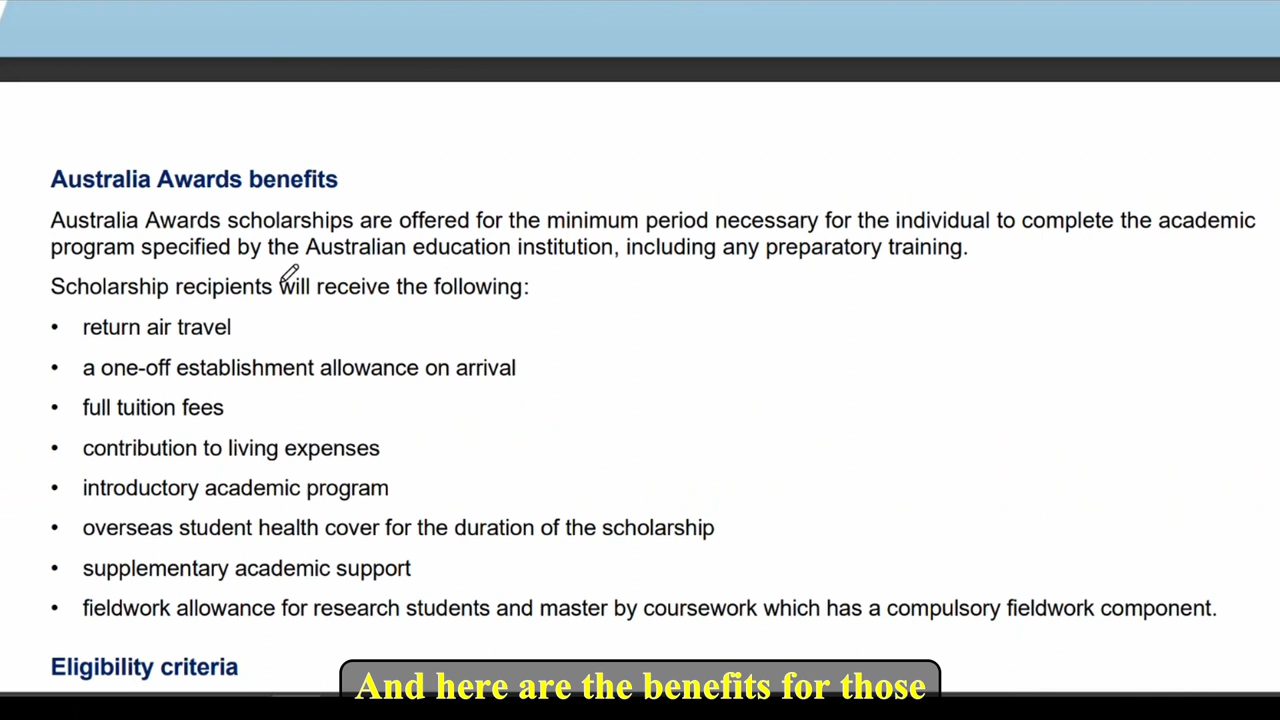 Australia Awards benefits
Australia Awards scholarships are offered for the minimum period necessary for the individual to complete the academic
program specified by the Australian education institution, including any preparatory training.
Scholarship recipients will receive the following:
• return air travel
• a one-off establishment allowance on arrival
• full tuition fees
• contribution to living expenses
• introductory academic program
• overseas student health cover for the duration of the scholarship
• supplementary academic support
• fieldwork allowance for research students and master by coursework which has a compulsory fieldwork component.
Eligibility criteria
And here are the benefits for those